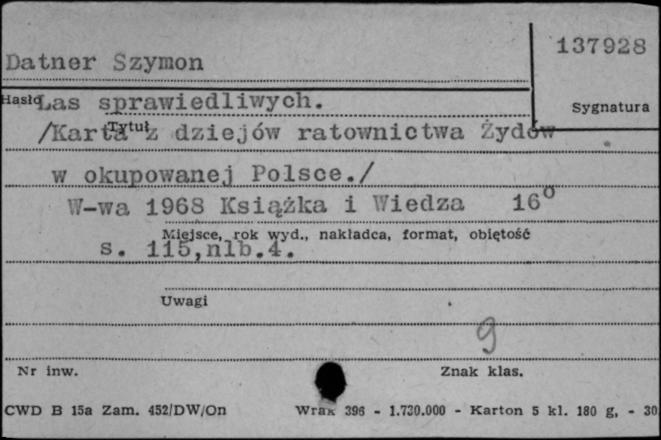 137928
Datner Szymon
Hasło
Las sprawiedliwych.
Sygnatura
/Karta z dziejów ratownictwa Żydów
Tytuł
w okupowanej Polsce./
W-wa 1968 Książka i Wiedza 16°
Miejsce, rok wyd., nakładca, format, objętość
s. 115,nlb.4.
Uwagi
9
Nr inw.
Znak klas.
CWD B 15a Zam. 452/DW/On Wrak 396 - 1.730.000 - Karton 5 kl. 180 g, - 30